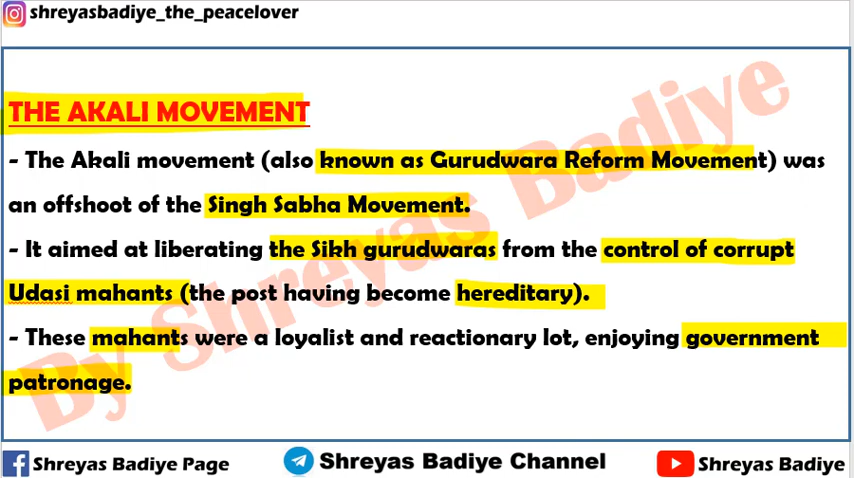 shreyasbadiye_the_peacelover
THE AKALI MOVEMENT
- The Akali movement (also known as Gurudwara Reform Movement) was
an offshoot of the Singh Sabha Movement.
- It aimed at liberating the Sikh gurudwaras from the control of corrupt
Udasi mahants (the post having become hereditary).
- These mahants were a loyalist and reactionary lot, enjoying government
patronage.
By Shreyas Badiye
Shreyas Badiye Page
Shreyas Badiye Channel
Shreyas Badiye